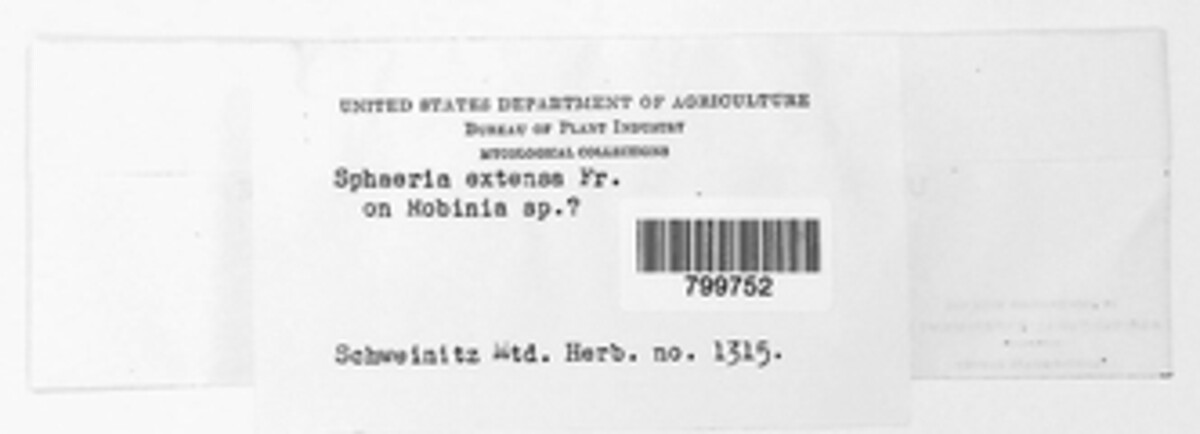 UNITED STATES DEPARTMENT OF AGRICULTURE
BUREAU OF PLANT INDUSTRY
MYCOLOGICAL COLLECTIONS
Sphaeria extensa Fr.
on Robinia sp.?
799752
Schweinitz Mtd. Herb. no. 1315.